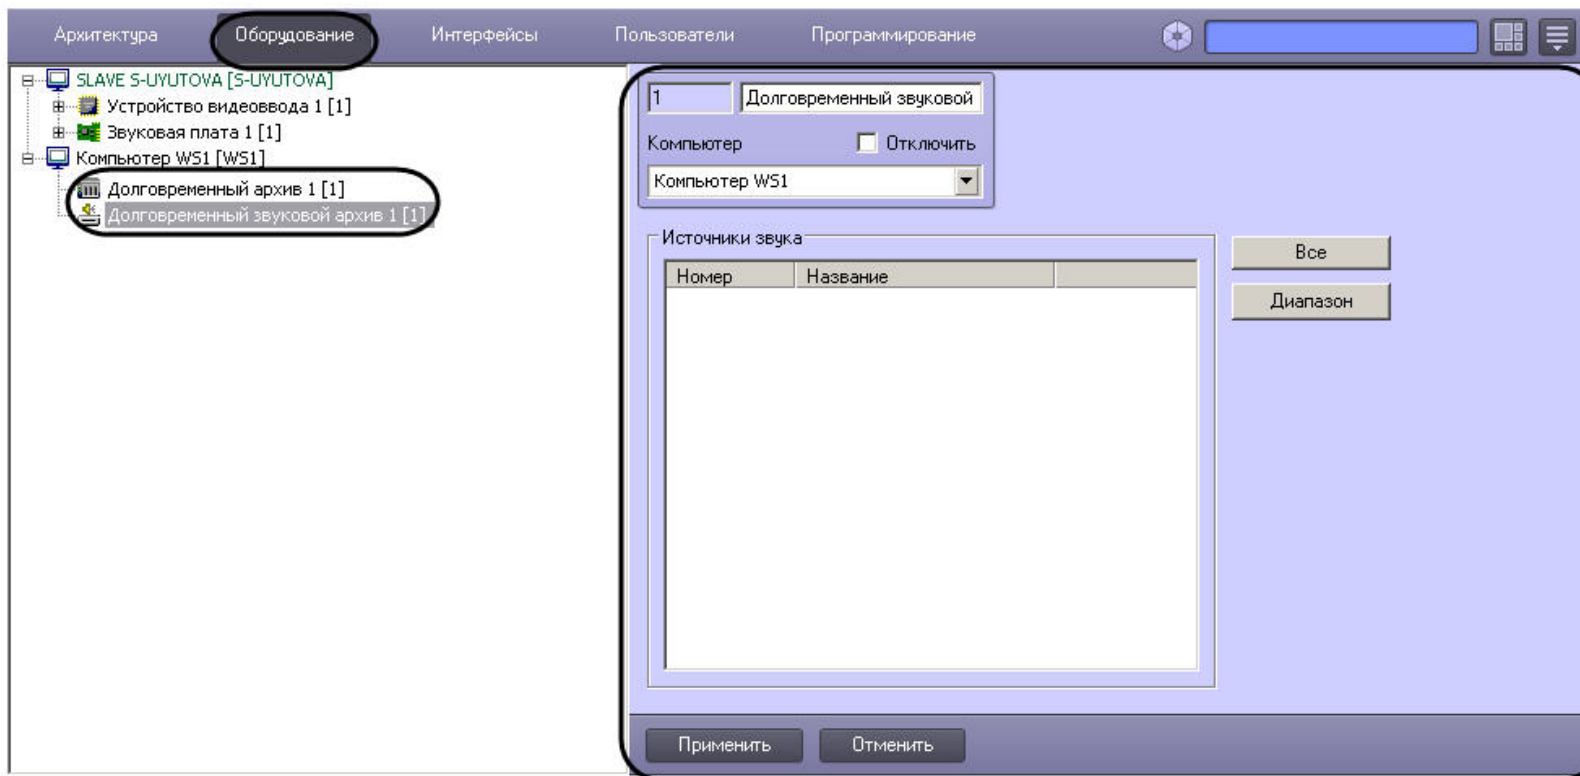 Архитектура Оборудование Интерфейсы Пользователи Программирование
SLAVE S-UYUTOVA [S-UYUTOVA]
Устройство видеоввода 1 [1]
Звуковая плата 1 [1]
Компьютер WS1 [WS1]
Долговременный архив 1 [1]
Долговременный звуковой архив 1 [1]
1 Долговременный звуковой
Компьютер Отключить
Компьютер WS1
Источники звука
Номер Название
Все
Диапазон
Применить Отменить